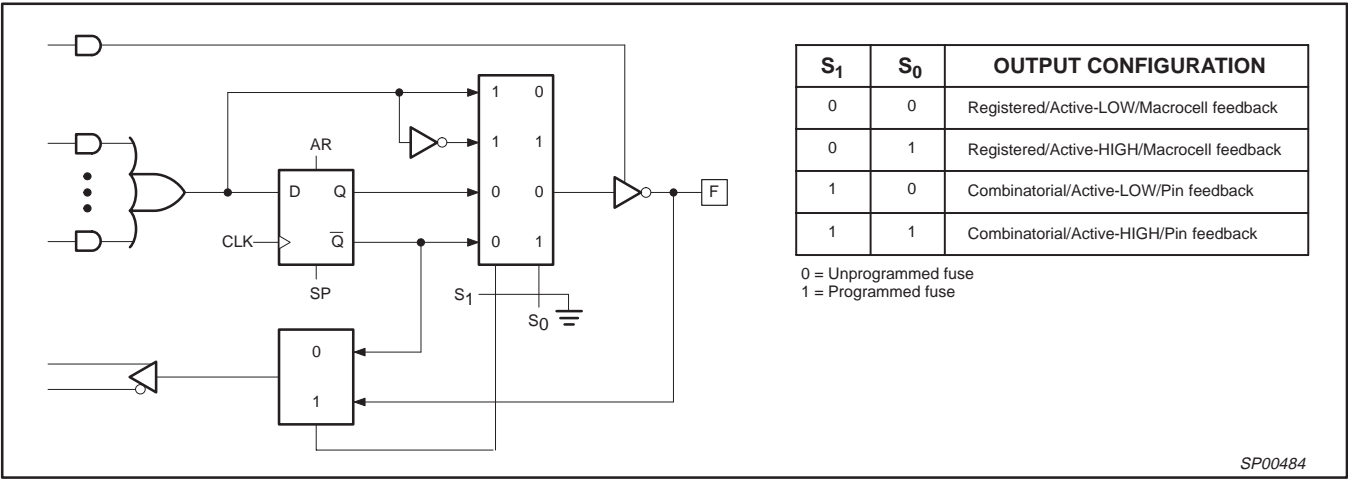 AR
D Q
CLK Q̅
SP
1 0
1 1
0 0
0 1
S1
S0
F
0
1
S1 S0 OUTPUT CONFIGURATION
0 0 Registered/Active-LOW/Macrocell feedback
0 1 Registered/Active-HIGH/Macrocell feedback
1 0 Combinatorial/Active-LOW/Pin feedback
1 1 Combinatorial/Active-HIGH/Pin feedback
0 = Unprogrammed fuse
1 = Programmed fuse
SP00484